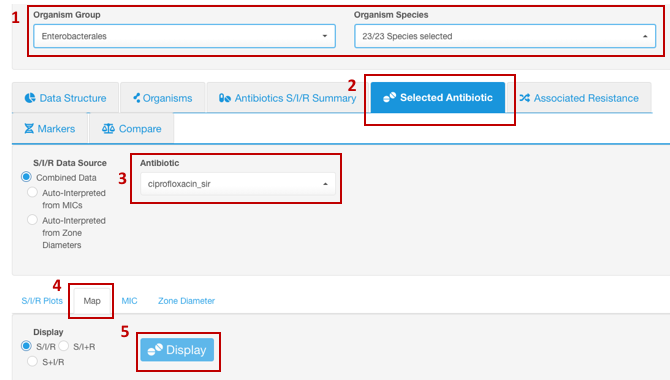 1
Organism Group
Organism Species
Enterobacterales
23/23 Species selected
2
Data Structure
Organisms
Antibiotics S/I/R Summary
Selected Antibiotic
Associated Resistance
Markers
Compare
S/I/R Data Source
Combined Data
Auto-Interpreted
from MICs
Auto-Interpreted
from Zone
Diameters
3
Antibiotic
ciprofloxacin_sir
4
S/I/R Plots
Map
MIC
Zone Diameter
Display
S/I/R
S/I+R
S+I/R
5
Display